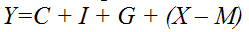 Y=C + I + G + (X – M)